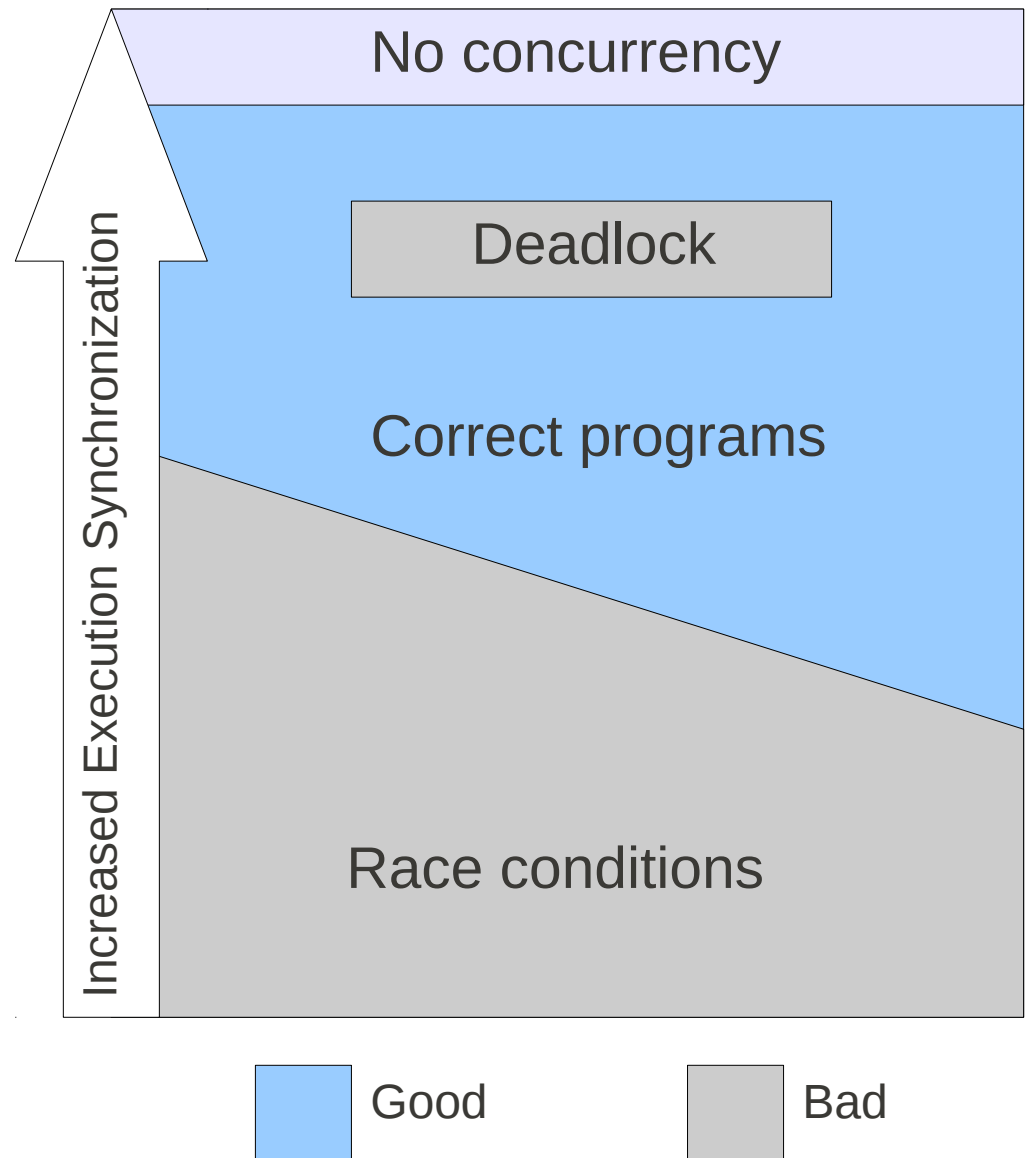 No concurrency
Deadlock
Correct programs
Increased Execution Synchronization
Race conditions
Good
Bad